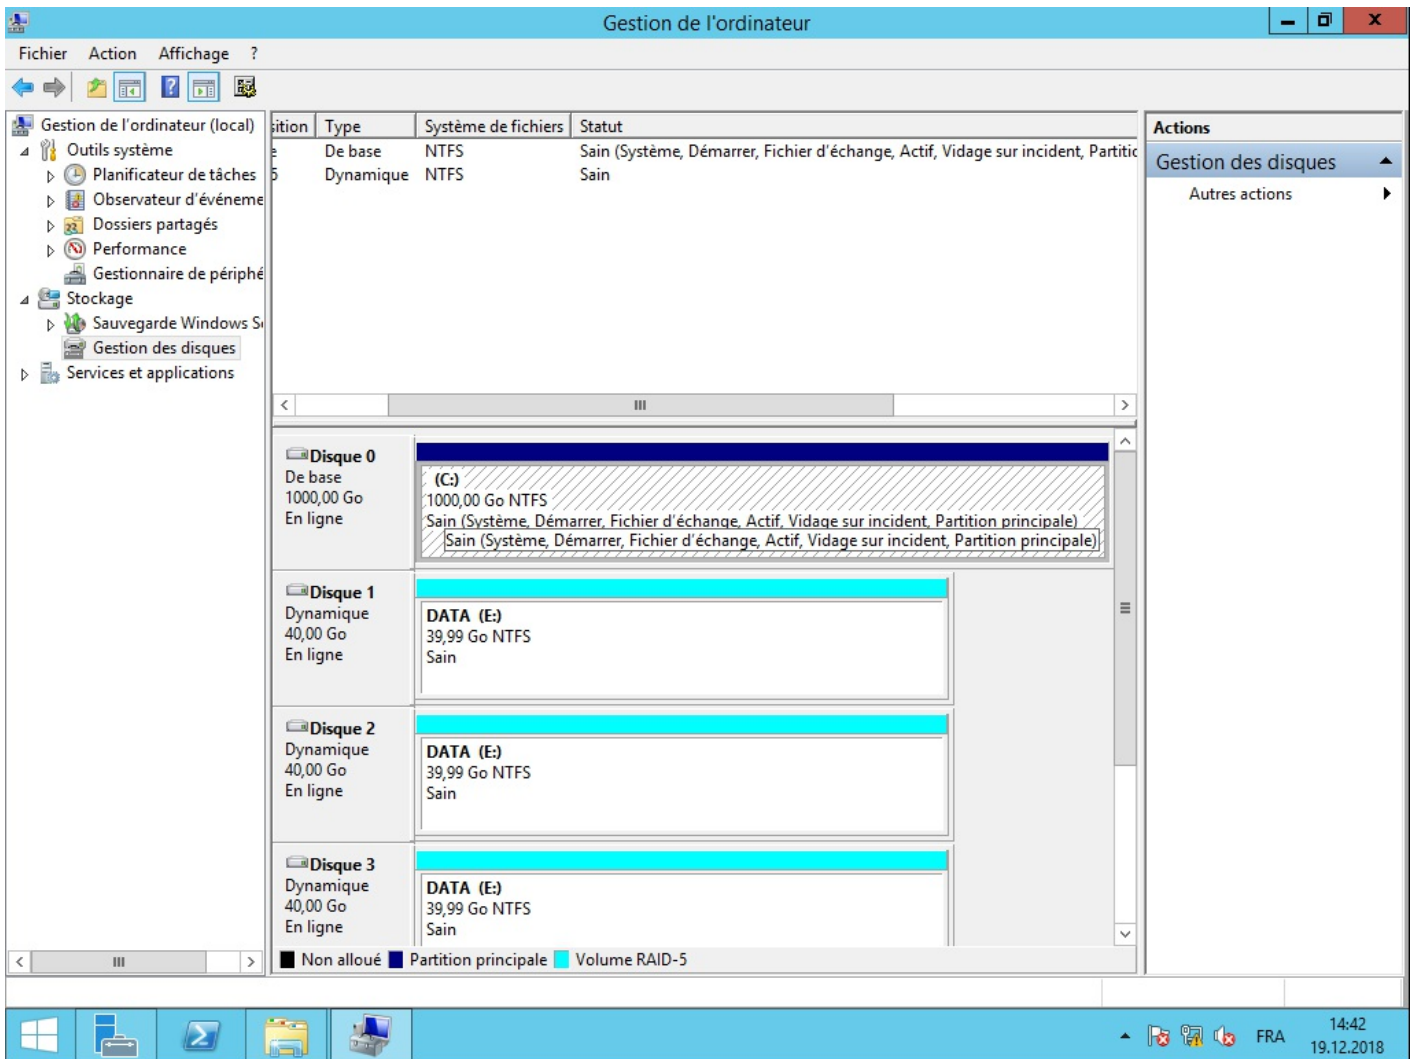 Gestion de l'ordinateur
Fichier Action Affichage ?
Gestion de l'ordinateur (local)
Outils système
Planificateur de tâches
Observateur d'événeme
Dossiers partagés
Performance
Gestionnaire de périphé
Stockage
Sauvegarde Windows S
Gestion des disques
Services et applications
ition Type Système de fichiers Statut
e De base NTFS Sain (Système, Démarrer, Fichier d'échange, Actif, Vidage sur incident, Partitic
5 Dynamique NTFS Sain
Disque 0
De base
1000,00 Go
En ligne
(C:)
1000,00 Go NTFS
Sain (Système, Démarrer, Fichier d'échange, Actif, Vidage sur incident, Partition principale)
Sain (Système, Démarrer, Fichier d'échange, Actif, Vidage sur incident, Partition principale)
Disque 1
Dynamique
40,00 Go
En ligne
DATA (E:)
39,99 Go NTFS
Sain
Disque 2
Dynamique
40,00 Go
En ligne
DATA (E:)
39,99 Go NTFS
Sain
Disque 3
Dynamique
40,00 Go
En ligne
DATA (E:)
39,99 Go NTFS
Sain
Non alloué Partition principale Volume RAID-5
Actions
Gestion des disques
Autres actions
FRA
14:42
19.12.2018